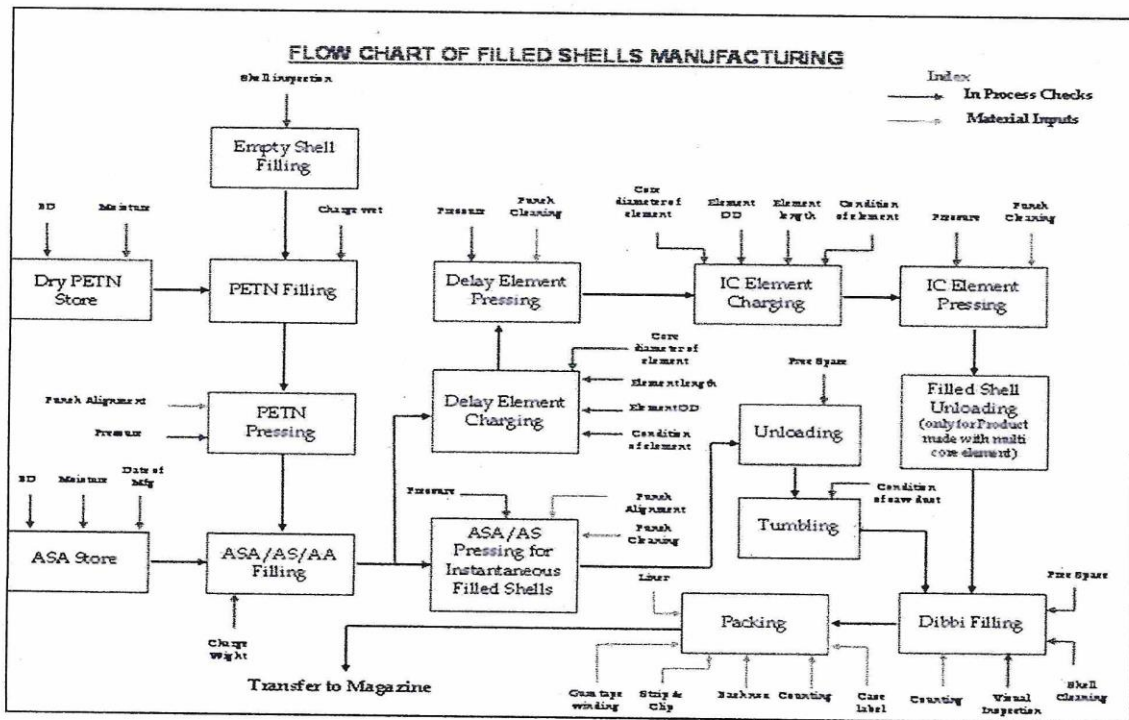 FLOW CHART OF FILLED SHELLS MANUFACTURING
Index
In Process Checks
Material Inputs
Shell inspection
Empty Shell
Filling
BD
Moisture
Charge wet
Dry PETN
Store
PETN Filling
Pressure
Punch
Cleaning
Delay Element
Pressing
Core
diameter of
element
Element
OD
Element
length
Condition
of element
IC Element
Charging
Pressure
Punch
Cleaning
IC Element
Pressing
Punch Alignment
Pressure
PETN
Pressing
Core
diameter of
element
Element length
Element OD
Condition
of element
Delay Element
Charging
Free Space
Unloading
Filled Shell
Unloading
(only for Product
made with multi
core element)
BD
Moisture
Date of
Mfg
ASA Store
ASA/AS/AA
Filling
Charge
Weight
Pressure
Punch
Alignment
Punch
Cleaning
ASA/AS
Pressing for
Instantaneous
Filled Shells
Condition
of saw dust
Tumbling
Liner
Packing
Free Space
Dibbi Filling
Transfer to Magazine
Gum tape
winding
Strip &
Clip
Counting
Case
label
Counting
Visual
Inspection
Shell
Cleaning